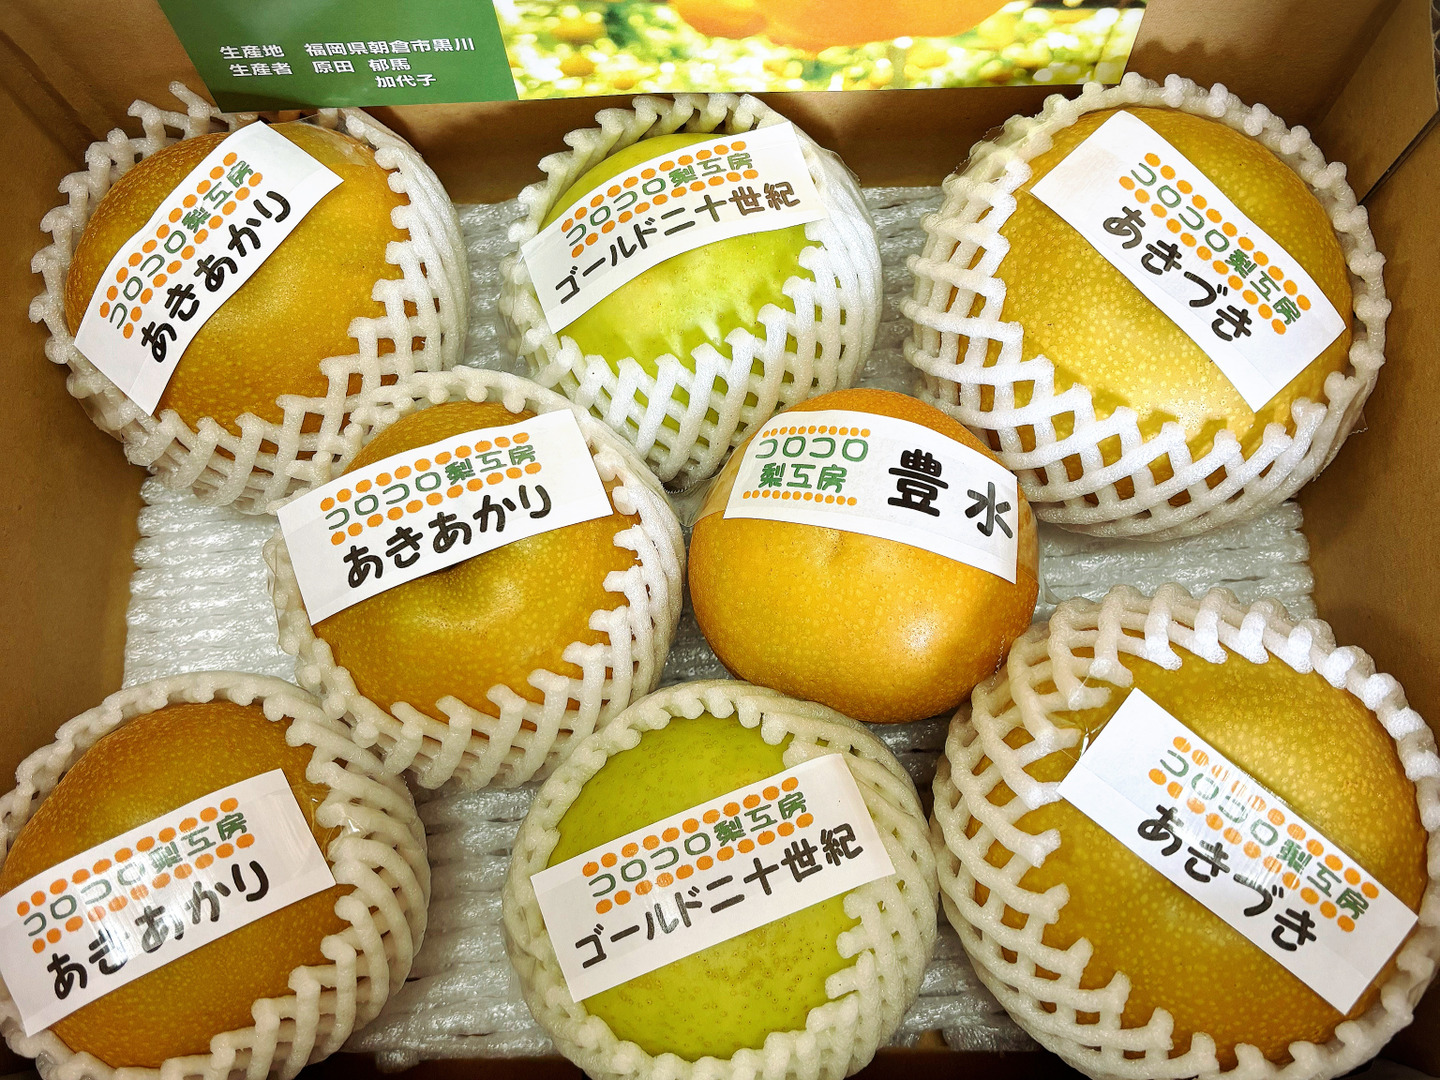 生産地 福岡県朝倉市黒川
生産者 原田 郁馬
加代子
コロコロ梨工房
あきあかり
コロコロ梨工房
ゴールド二十世紀
コロコロ梨工房
あきづき
コロコロ梨工房
あきあかり
コロコロ
梨工房
豊水
コロコロ梨工房
あきあかり
コロコロ梨工房
ゴールド二十世紀
コロコロ梨工房
あきづき